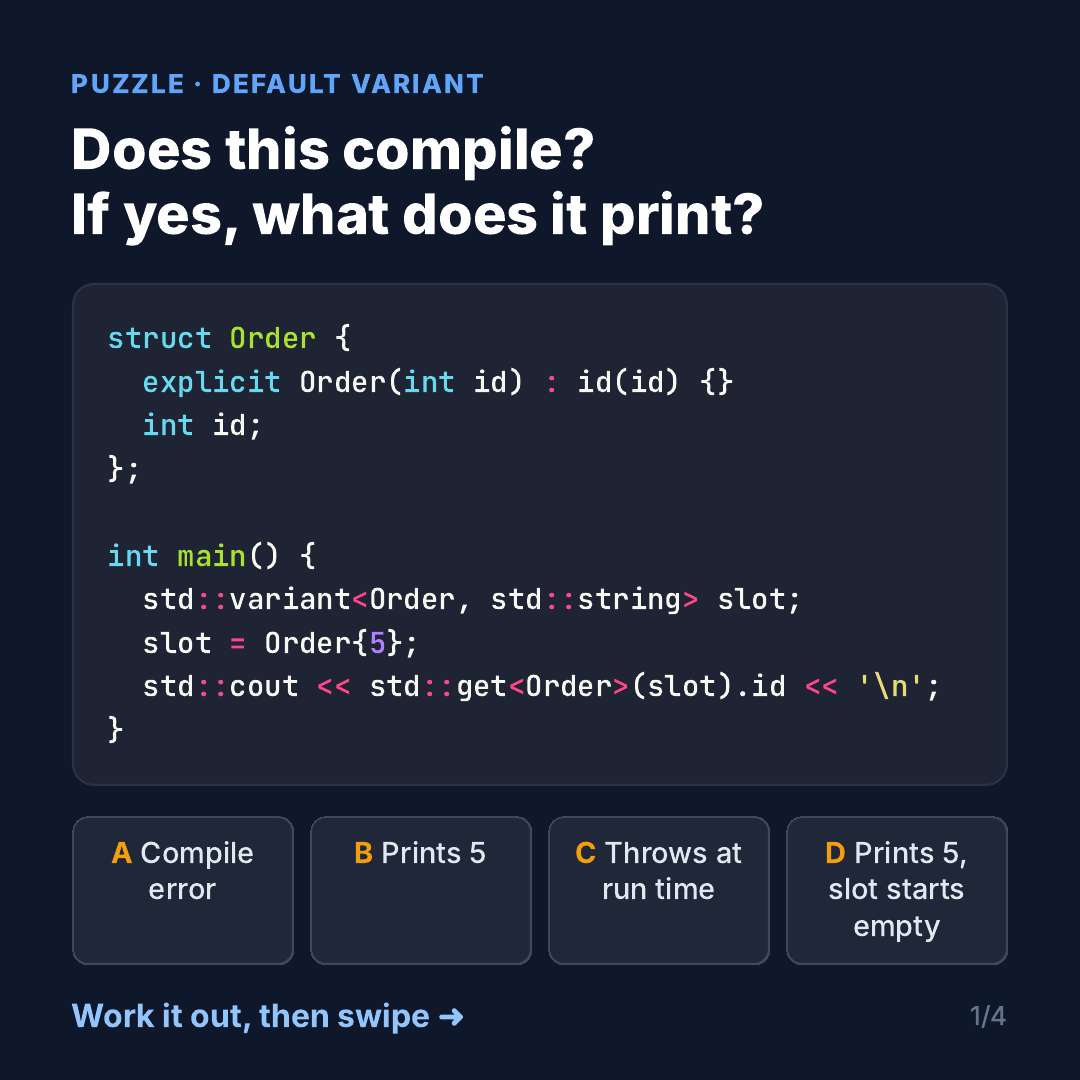 PUZZLE · DEFAULT VARIANT
Does this compile?
If yes, what does it print?
struct Order {
  explicit Order(int id) : id(id) {}
  int id;
};
int main() {
  std::variant<Order, std::string> slot;
  slot = Order{5};
  std::cout << std::get<Order>(slot).id << '\n';
}
A Compile
error
B Prints 5
C Throws at
run time
D Prints 5,
slot starts
empty
Work it out, then swipe ➜
1/4